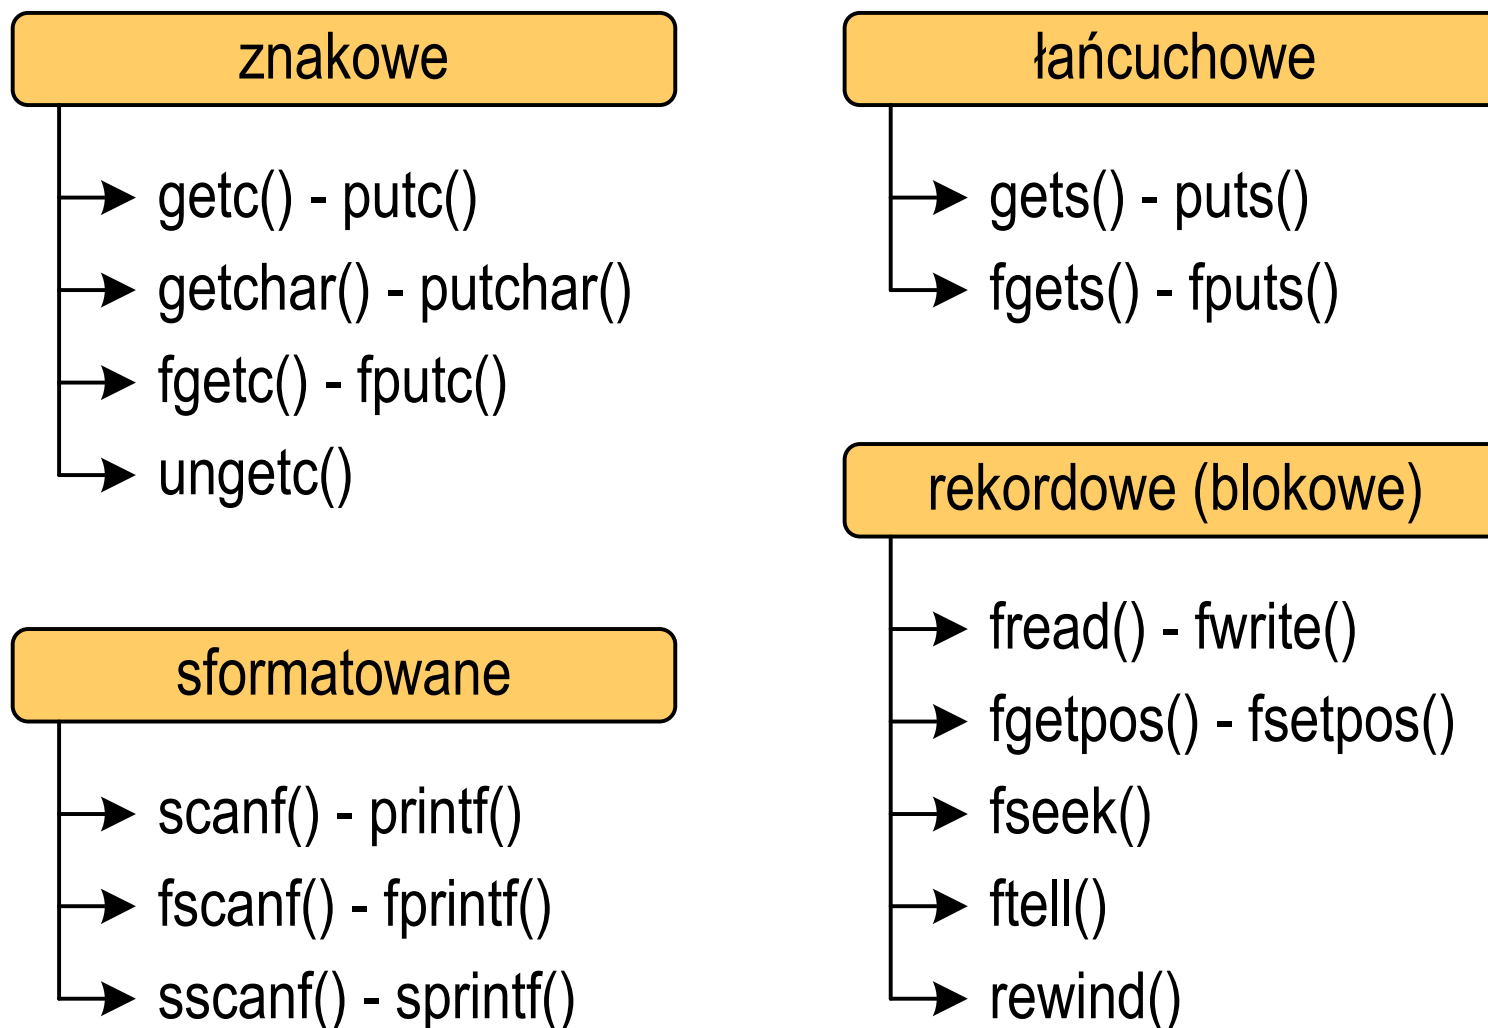 znakowe
getc() - putc()
getchar() - putchar()
fgetc() - fputc()
ungetc()
sformatowane
scanf() - printf()
fscanf() - fprintf()
sscanf() - sprintf()
łańcuchowe
gets() - puts()
fgets() - fputs()
rekordowe (blokowe)
fread() - fwrite()
fgetpos() - fsetpos()
fseek()
ftell()
rewind()